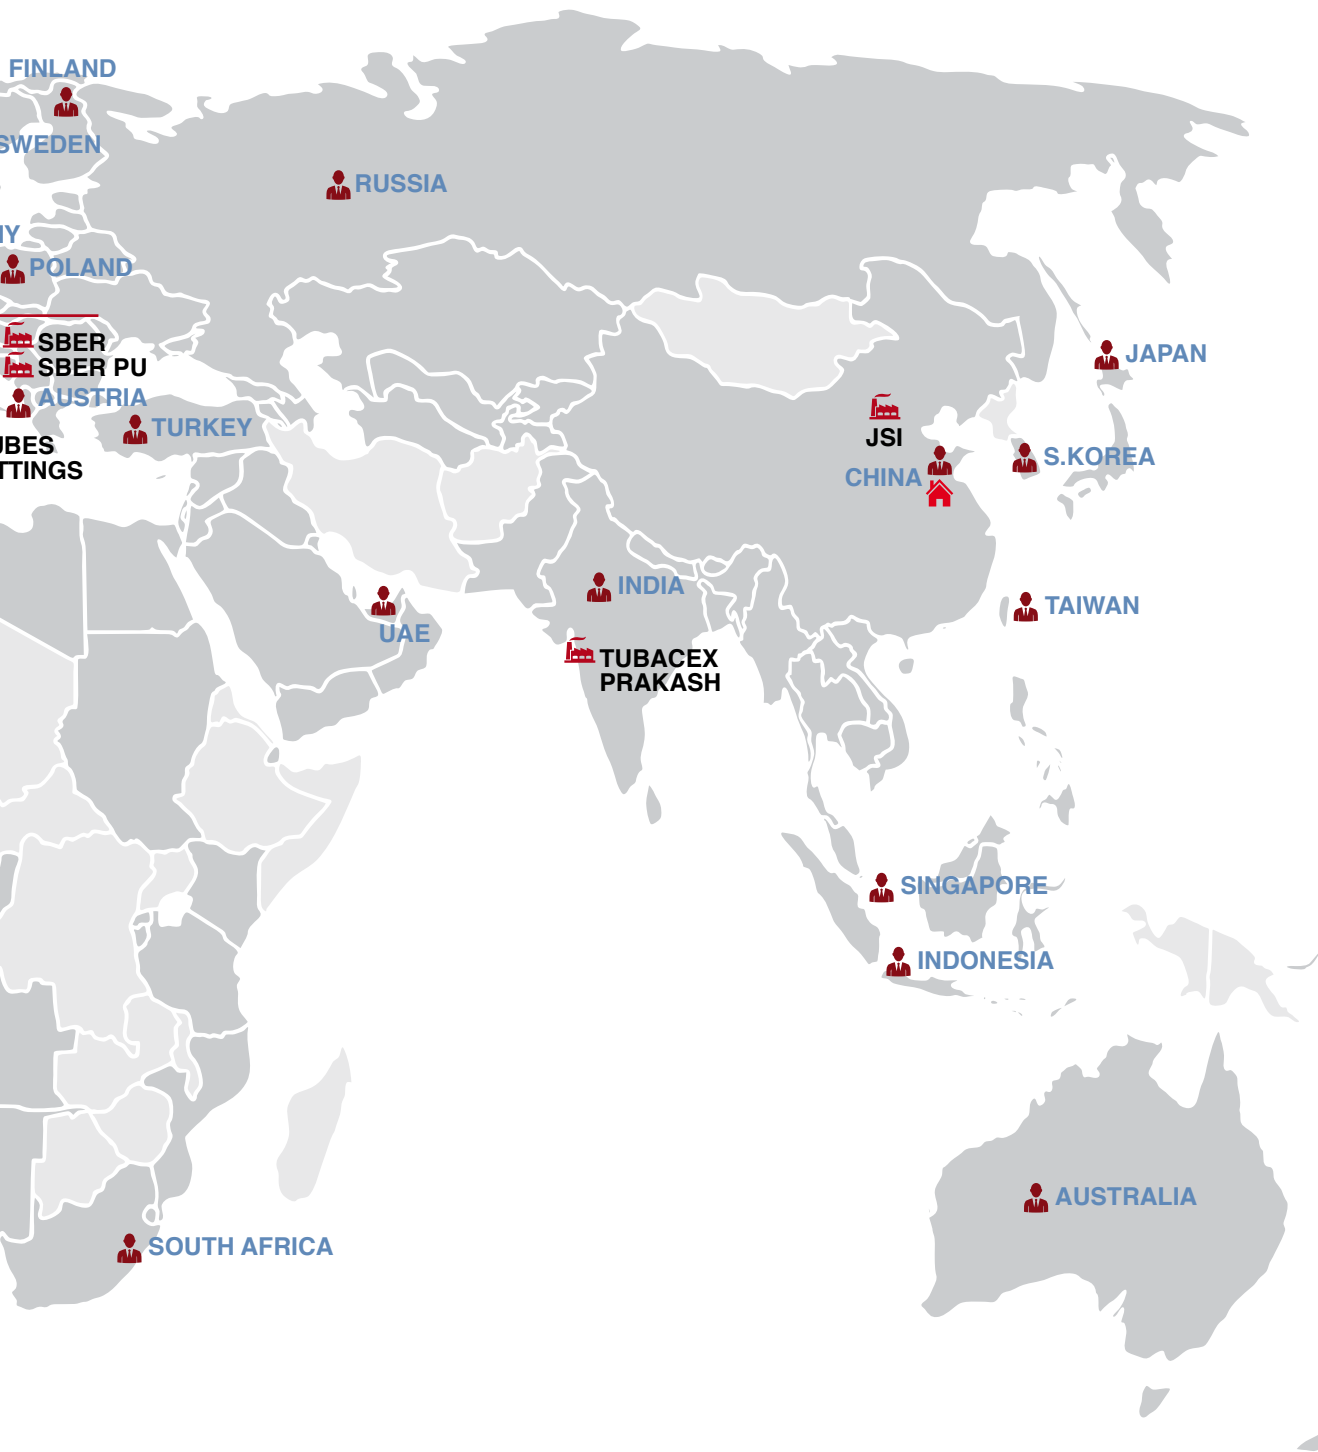 FINLAND
SWEDEN
RUSSIA
POLAND
SBER
SBER PU
AUSTRIA
TURKEY
TTINGS
JAPAN
JSI
S.KOREA
CHINA
INDIA
TAIWAN
UAE
TUBACEX
PRAKASH
SINGAPORE
INDONESIA
AUSTRALIA
SOUTH AFRICA